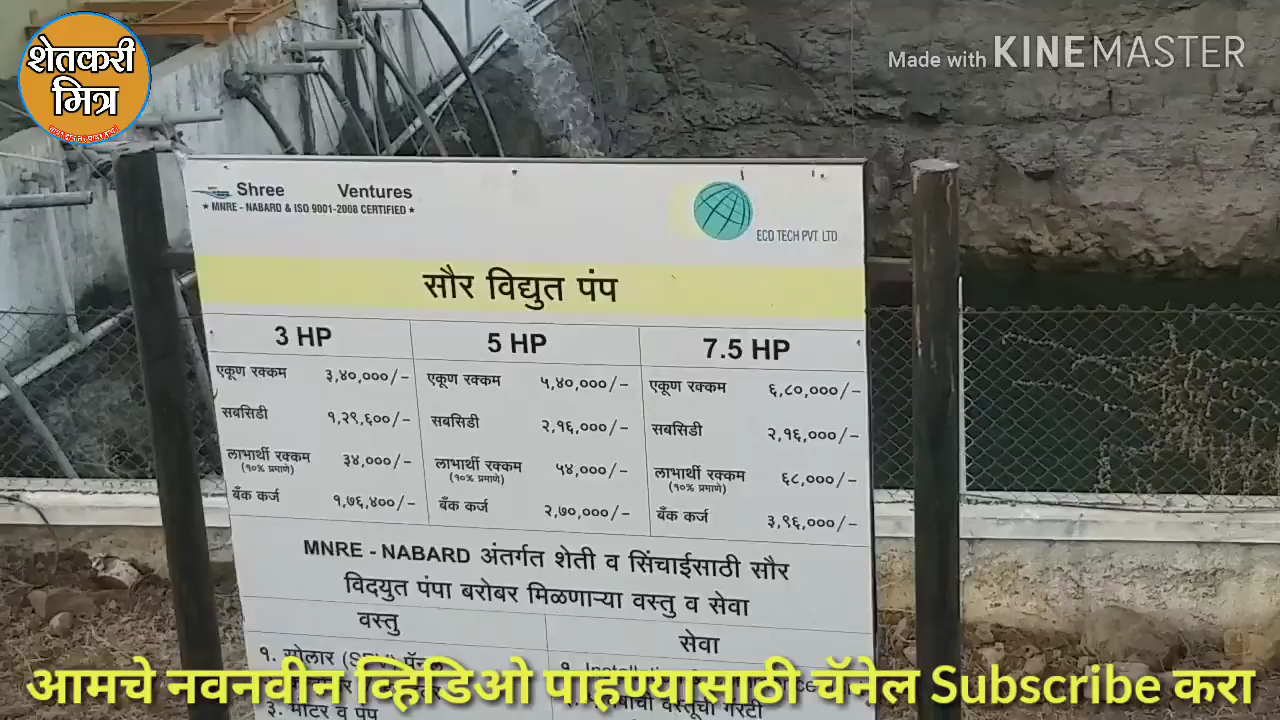 शेतकरी
मित्र
Made with KINEMASTER
Shree Ventures
★ MNRE - NABARD & ISO 9001-2008 CERTIFIED ★
ECO TECH PVT. LTD
सौर विद्युत पंप
3 HP 5 HP 7.5 HP
एकूण रक्कम ३,४०,०००/- एकूण रक्कम ५,४०,०००/- एकूण रक्कम ६,८०,०००/-
सबसिडी १,२९,६००/- सबसिडी २,१६,०००/- सबसिडी २,१६,०००/-
लाभार्थी रक्कम ३४,०००/- लाभार्थी रक्कम ५४,०००/- लाभार्थी रक्कम ६८,०००/-
(१०% प्रमाणे) (१०% प्रमाणे) (१०% प्रमाणे)
बँक कर्ज १,७६,४००/- बँक कर्ज २,७०,०००/- बँक कर्ज ३,९६,०००/-
MNRE - NABARD अंतर्गत शेती व सिंचाईसाठी सौर
विदयुत पंपा बरोबर मिळणाऱ्या वस्तु व सेवा
वस्तु सेवा
१. सोलार
३. मोटार व पंप
आमचे नवनवीन व्हिडिओ पाहण्यासाठी चॅनेल Subscribe करा